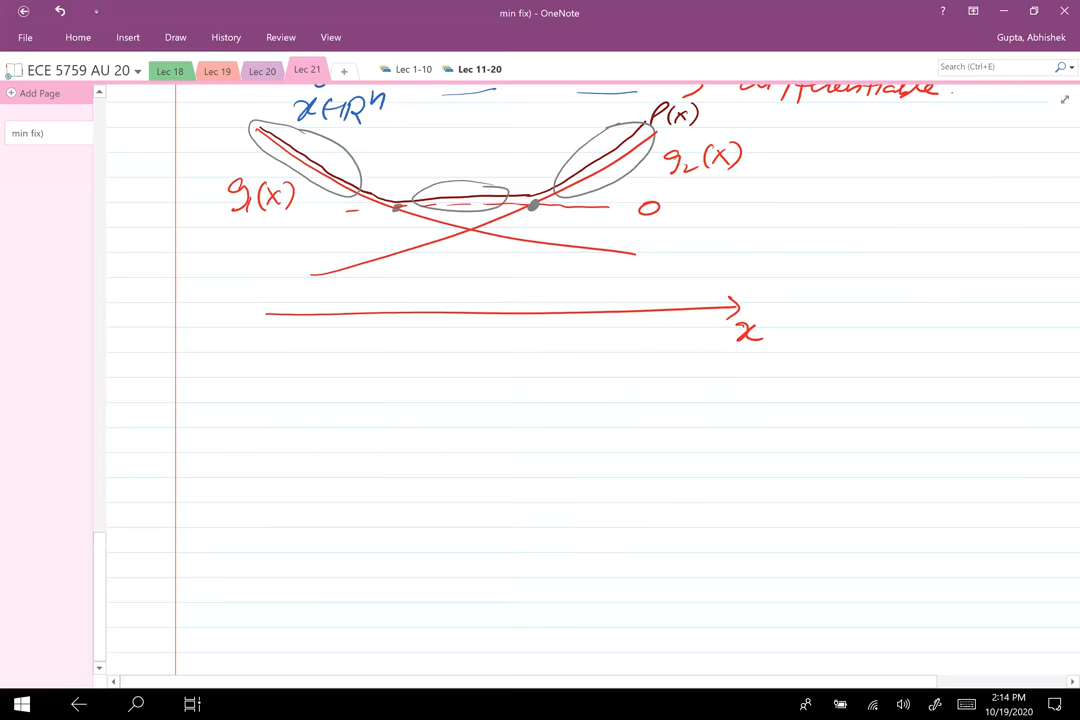 min fix) - OneNote
? Gupta, Abhishek
File Home Insert Draw History Review View
ECE 5759 AU 20 Lec 18 Lec 19 Lec 20 Lec 21 + Lec 1-10 Lec 11-20 Search (Ctrl+E)
Add Page
min fix)
x∈ℝⁿ
P(x)
g₂(x)
g₁(x)
0
x
2:14 PM
10/19/2020